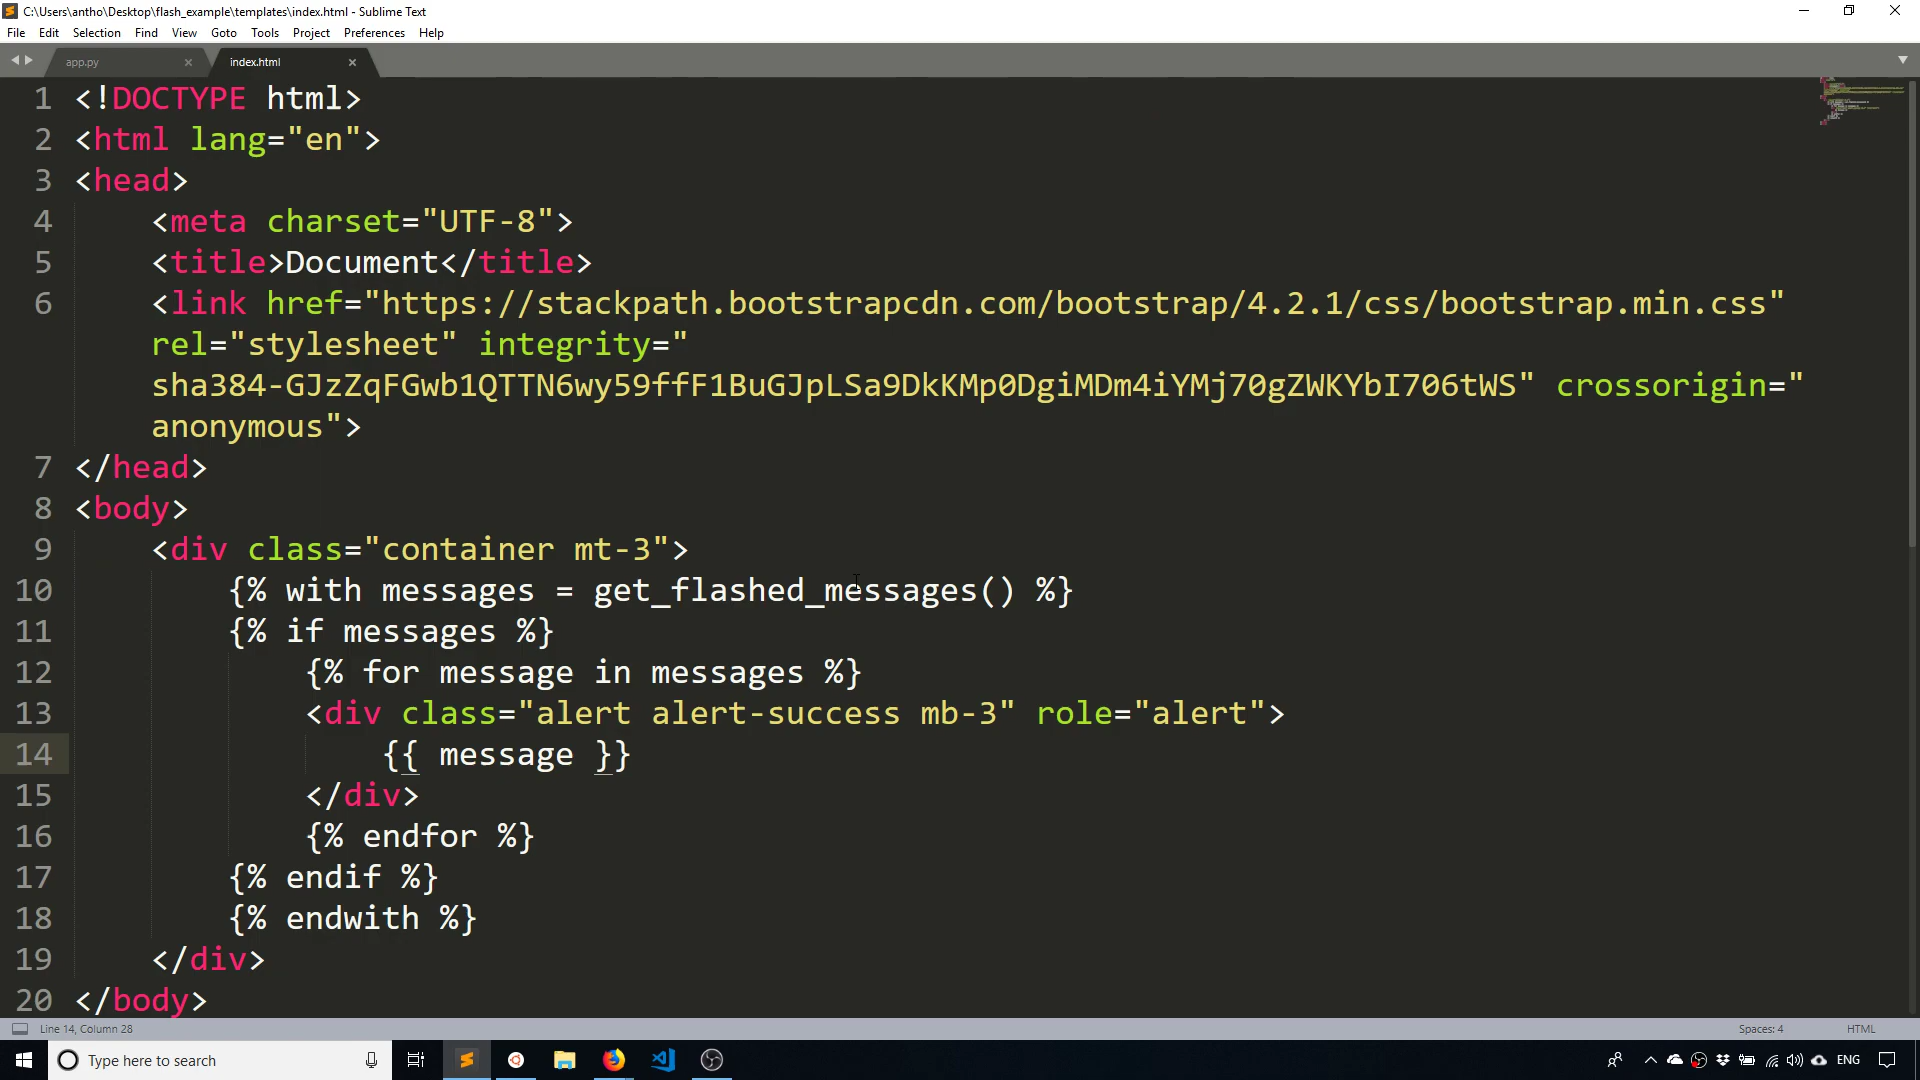 C:\Users\antho\Desktop\flash_example\templates\index.html - Sublime Text
File Edit Selection Find View Goto Tools Project Preferences Help
app.py index.html
1 <!DOCTYPE html>
2 <html lang="en">
3 <head>
4 <meta charset="UTF-8">
5 <title>Document</title>
6 <link href="https://stackpath.bootstrapcdn.com/bootstrap/4.2.1/css/bootstrap.min.css"
rel="stylesheet" integrity="
sha384-GJzZqFGwb1QTTN6wy59ffF1BuGJpLSa9DkKMp0DgiMDm4iYMj70gZWKYbI706tWS" crossorigin="
anonymous">
7 </head>
8 <body>
9 <div class="container mt-3">
10 {% with messages = get_flashed_messages() %}
11 {% if messages %}
12 {% for message in messages %}
13 <div class="alert alert-success mb-3" role="alert">
14 {{ message }}
15 </div>
16 {% endfor %}
17 {% endif %}
18 {% endwith %}
19 </div>
20 </body>
Line 14, Column 28 Spaces: 4 HTML
Type here to search ENG